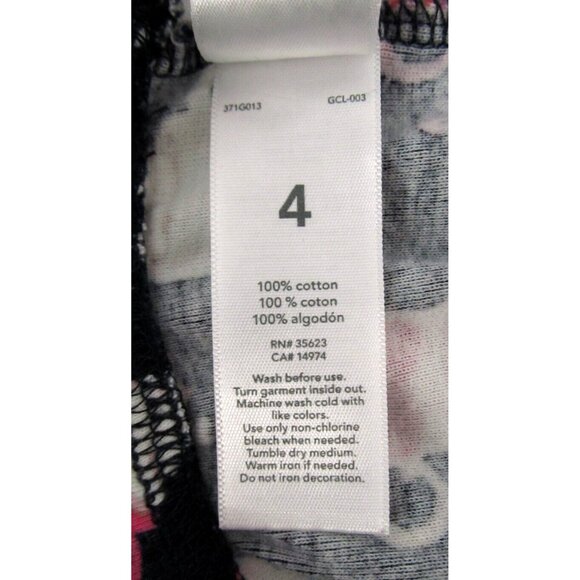 371G013 GCL-003
4
100% cotton
100 % coton
100% algodón
RN# 35623
CA# 14974
Wash before use.
Turn garment inside out.
Machine wash cold with
like colors.
Use only non-chlorine
bleach when needed.
Tumble dry medium.
Warm iron if needed.
Do not iron decoration.